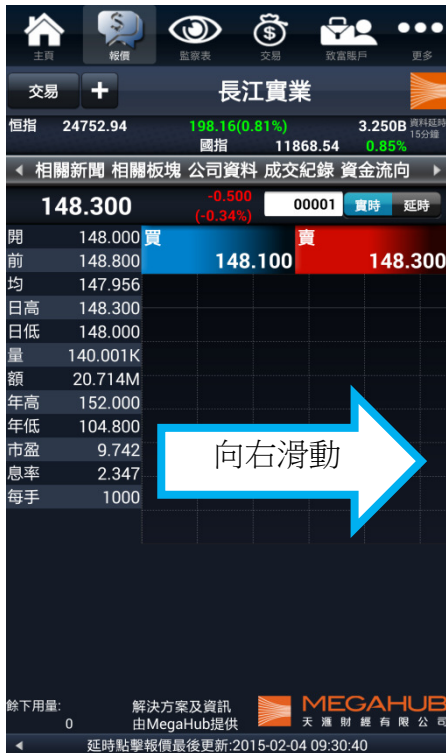 主頁 報價 監察表 交易 致富賬戶 更多
交易 + 長江實業
恒指 24752.94 198.16(0.81%) 3.250B 資料延時15分鐘
國指 11868.54 0.85%
相關新聞 相關板塊 公司資料 成交紀錄 資金流向
148.300 -0.500 (-0.34%) 00001 實時 延時
開 148.000 買 148.100 賣 148.300
前 148.800
均 147.956
日高 148.300
日低 148.000
量 140.001K
額 20.714M
年高 152.000
年低 104.800
市盈 9.742
息率 2.347
每手 1000
向右滑動
餘下用量: 0
解決方案及資訊
由MegaHub提供
MEGAHUB
天滙財經有限公司
延時點擊報價最後更新:2015-02-04 09:30:40